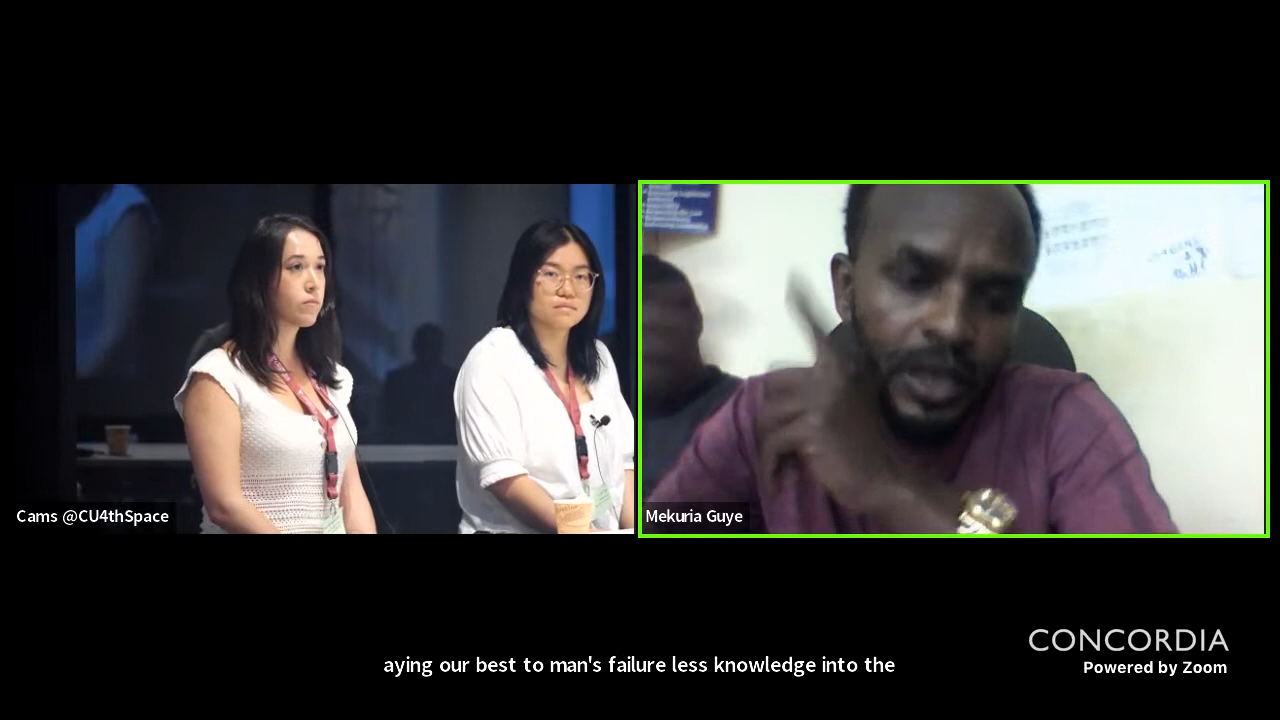 Cams @CU4thSpace
Mekuria Guye
aying our best to man's failure less knowledge into the
CONCORDIA
Powered by Zoom